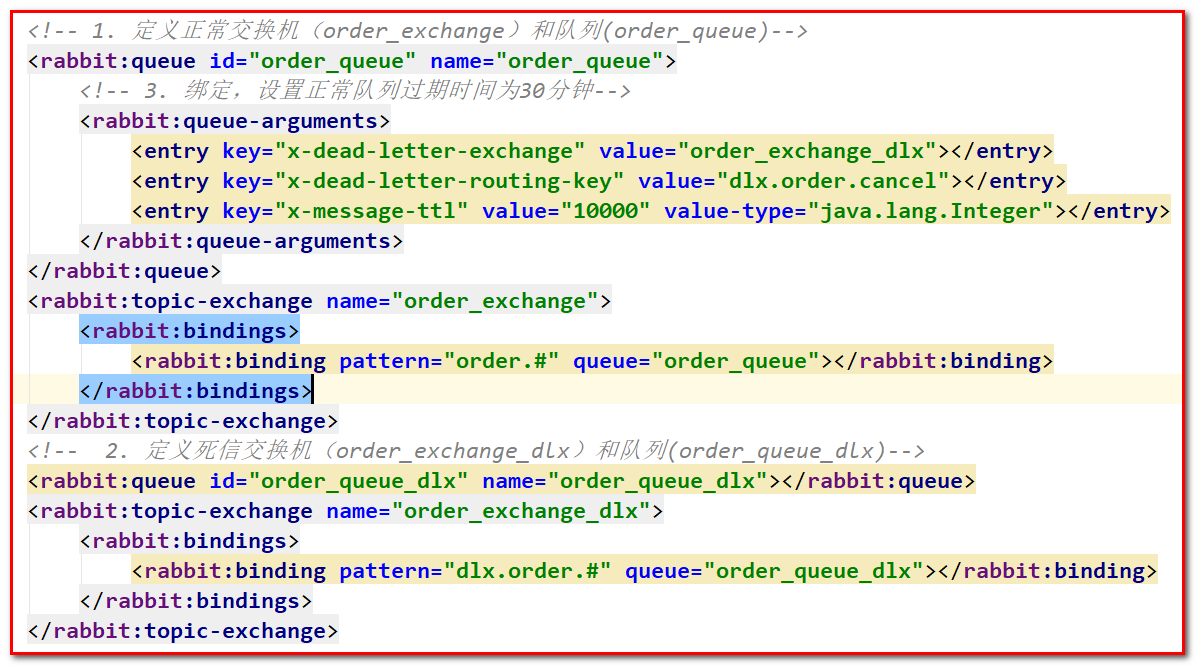 <!-- 1. 定义正常交换机（order_exchange）和队列(order_queue)-->
<rabbit:queue id="order_queue" name="order_queue">
<!-- 3. 绑定，设置正常队列过期时间为30分钟-->
<rabbit:queue-arguments>
<entry key="x-dead-letter-exchange" value="order_exchange_dlx"></entry>
<entry key="x-dead-letter-routing-key" value="dlx.order.cancel"></entry>
<entry key="x-message-ttl" value="10000" value-type="java.lang.Integer"></entry>
</rabbit:queue-arguments>
</rabbit:queue>
<rabbit:topic-exchange name="order_exchange">
<rabbit:bindings>
<rabbit:binding pattern="order.#" queue="order_queue"></rabbit:binding>
</rabbit:bindings>
</rabbit:topic-exchange>
<!--  2. 定义死信交换机（order_exchange_dlx）和队列(order_queue_dlx)-->
<rabbit:queue id="order_queue_dlx" name="order_queue_dlx"></rabbit:queue>
<rabbit:topic-exchange name="order_exchange_dlx">
<rabbit:bindings>
<rabbit:binding pattern="dlx.order.#" queue="order_queue_dlx"></rabbit:binding>
</rabbit:bindings>
</rabbit:topic-exchange>